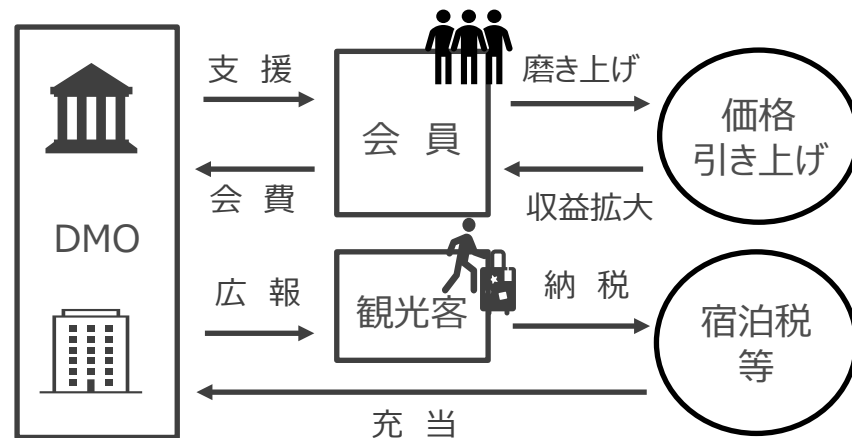 支 援
磨き上げ
会 員
価格
引き上げ
会 費
収益拡大
DMO
広 報
観光客
納 税
宿泊税
等
充 当